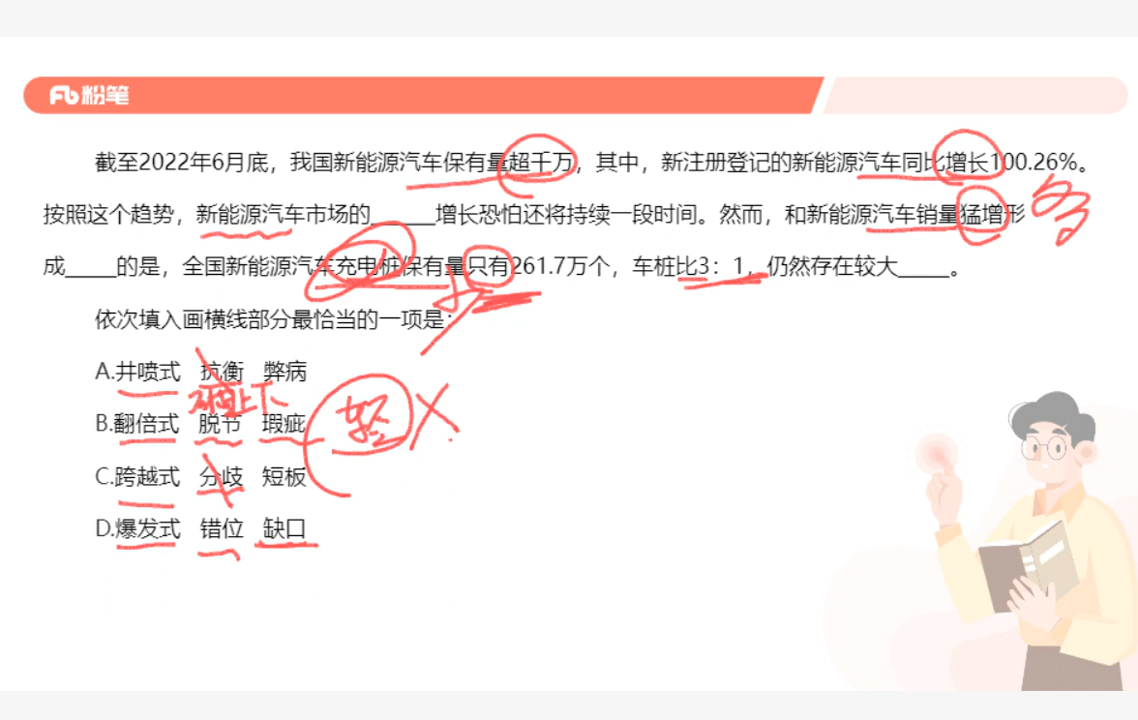 粉笔
截至2022年6月底，我国新能源汽车保有量超千万，其中，新注册登记的新能源汽车同比增长100.26%。
按照这个趋势，新能源汽车市场的______增长恐怕还将持续一段时间。然而，和新能源汽车销量猛增形
多
成_____的是，全国新能源汽车充电桩保有量只有261.7万个，车桩比3：1，仍然存在较大_____。
少
依次填入画横线部分最恰当的一项是：
A.井喷式 抗衡 弊病
B.翻倍式 脱节 瑕疵
轻
C.跨越式 分歧 短板
D.爆发式 错位 缺口